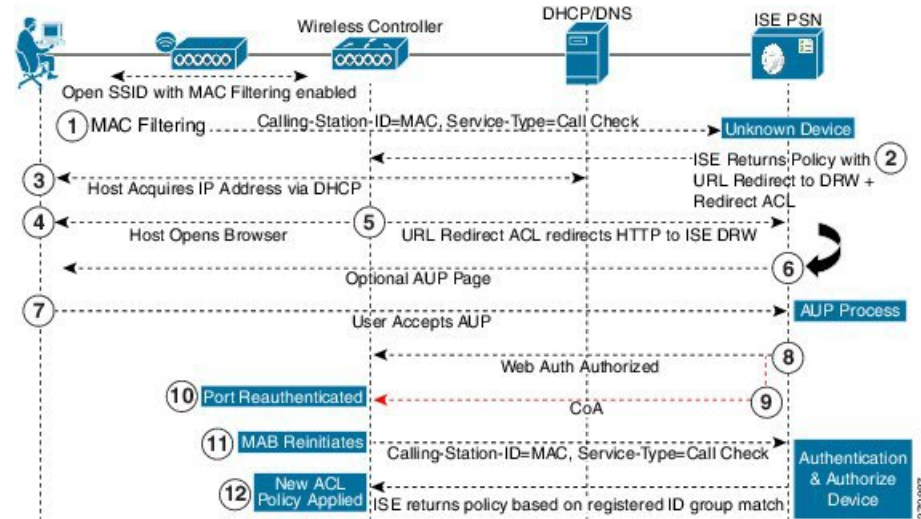 DHCP/DNS
ISE PSN
Wireless Controller
Open SSID with MAC Filtering enabled
1
MAC Filtering
Calling-Station-ID=MAC, Service-Type=Call Check
Unknown Device
2
ISE Returns Policy with
URL Redirect to DRW +
Redirect ACL
3
Host Acquires IP Address via DHCP
4
Host Opens Browser
5
URL Redirect ACL redirects HTTP to ISE DRW
6
Optional AUP Page
7
User Accepts AUP
AUP Process
8
Web Auth Authorized
9
CoA
10
Port Reauthenticated
11
MAB Reinitiates
Calling-Station-ID=MAC, Service-Type=Call Check
Authentication
& Authorize
Device
12
New ACL
Policy Applied
ISE returns policy based on registered ID group match